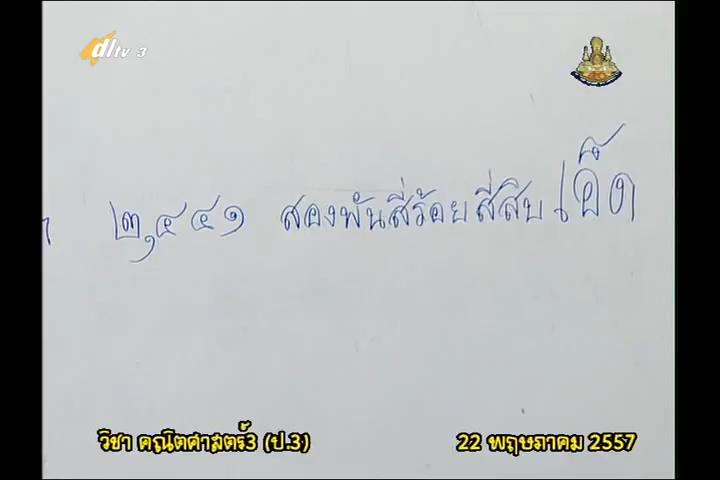 dltv 3
๒,๔๔๑ สองพันสี่ร้อยสี่สิบเอ็ด
วิชา คณิตศาสตร์3 (ป.3) 22 พฤษภาคม 2557